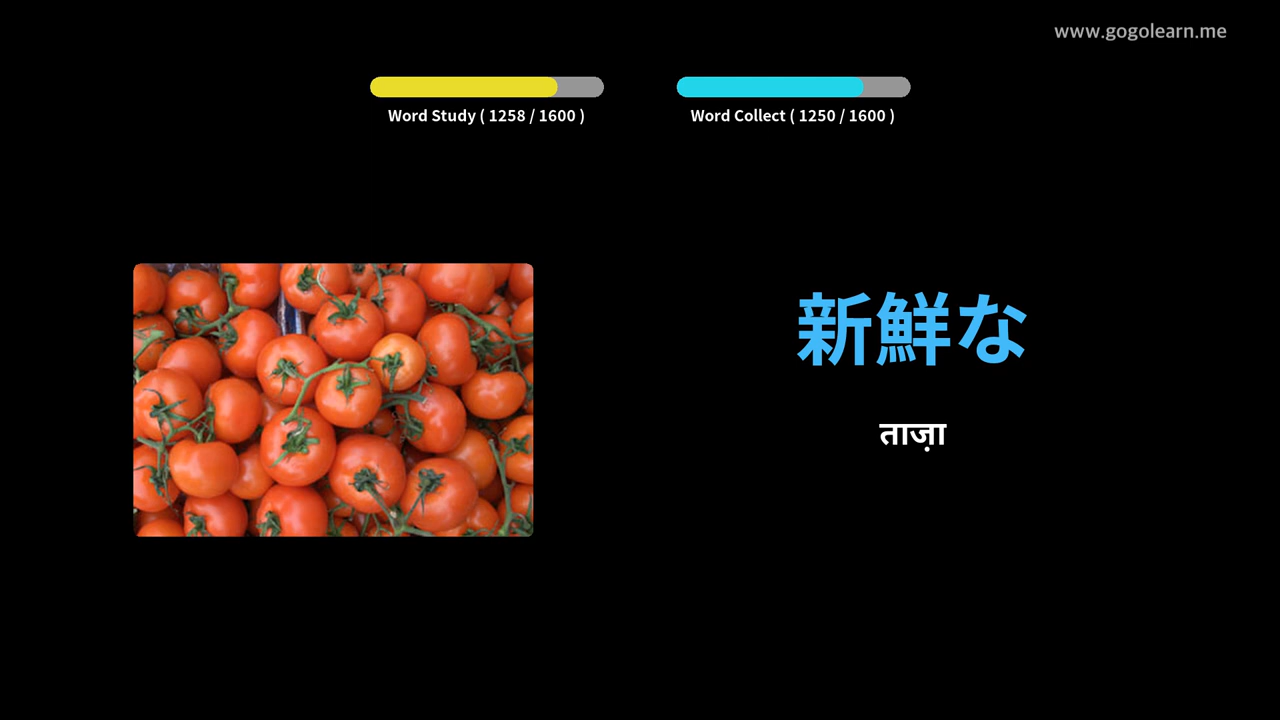 www.gogolearn.me
Word Study ( 1258 / 1600 )
Word Collect ( 1250 / 1600 )
新鮮な
ताज़ा